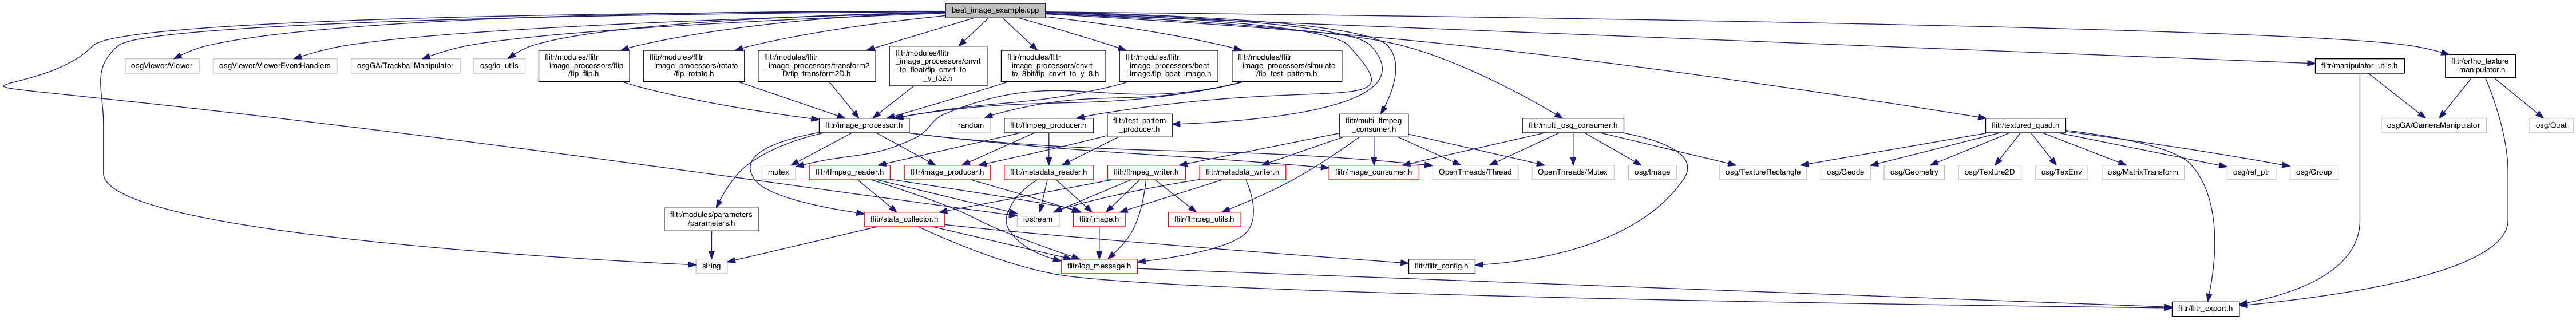 beat_image_example.cpp
osgViewer/Viewer
osgViewer/ViewerEventHandlers
osgGA/TrackballManipulator
osg/io_utils
flitr/modules/flitr
_image_processors/flip
/fip_flip.h
flitr/modules/flitr
_image_processors/rotate
/fip_rotate.h
flitr/modules/flitr
_image_processors/transform2
D/fip_transform2D.h
flitr/modules/flitr
_image_processors/cnvrt
_to_float/fip_cnvrt_to
_y_f32.h
flitr/modules/flitr
_image_processors/cnvrt
_to_8bit/fip_cnvrt_to_y_8.h
flitr/modules/flitr
_image_processors/beat
_image/fip_beat_image.h
flitr/modules/flitr
_image_processors/simulate
/fip_test_pattern.h
flitr/manipulator_utils.h
flitr/ortho_texture
_manipulator.h
flitr/image_processor.h
random
flitr/ffmpeg_producer.h
flitr/test_pattern
_producer.h
flitr/multi_ffmpeg
_consumer.h
flitr/multi_osg_consumer.h
flitr/textured_quad.h
osgGA/CameraManipulator
osg/Quat
mutex
flitr/ffmpeg_reader.h
flitr/image_producer.h
flitr/metadata_reader.h
flitr/ffmpeg_writer.h
flitr/metadata_writer.h
flitr/image_consumer.h
OpenThreads/Thread
OpenThreads/Mutex
osg/Image
osg/TextureRectangle
osg/Geode
osg/Geometry
osg/Texture2D
osg/TexEnv
osg/MatrixTransform
osg/ref_ptr
osg/Group
flitr/modules/parameters
/parameters.h
flitr/stats_collector.h
iostream
flitr/image.h
flitr/ffmpeg_utils.h
string
flitr/log_message.h
flitr/flitr_config.h
flitr/flitr_export.h